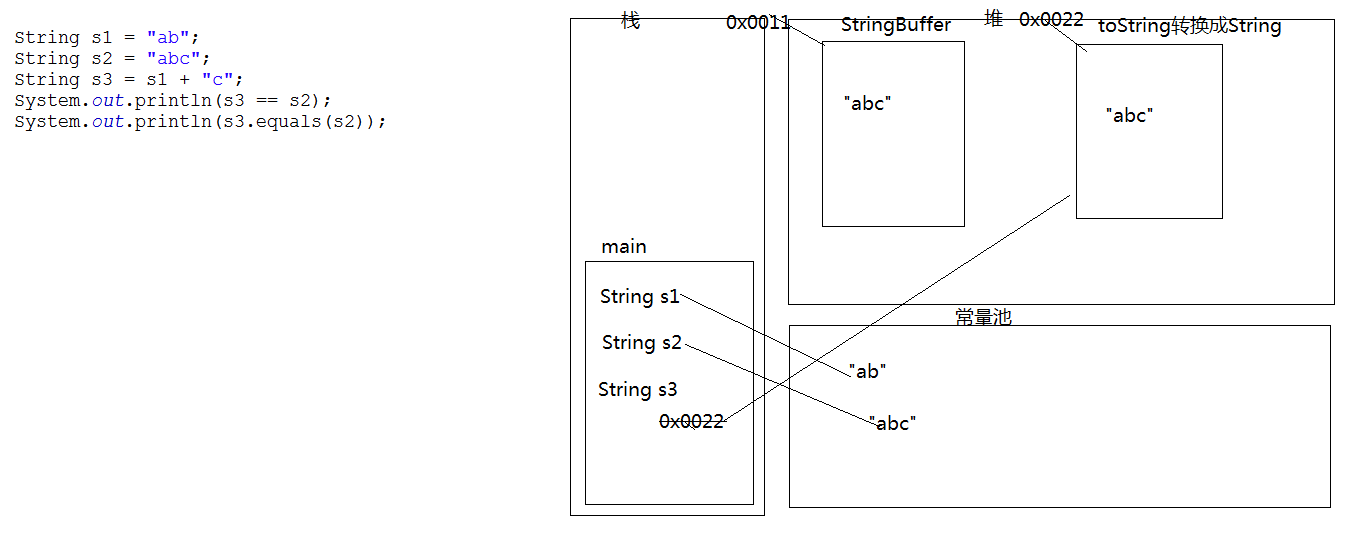 String s1 = "ab";
String s2 = "abc";
String s3 = s1 + "c";
System.out.println(s3 == s2);
System.out.println(s3.equals(s2));
栈
0x0011
StringBuffer
堆
0x0022
toString转换成String
"abc"
"abc"
main
String s1
String s2
String s3
0x0022
常量池
"ab"
"abc"